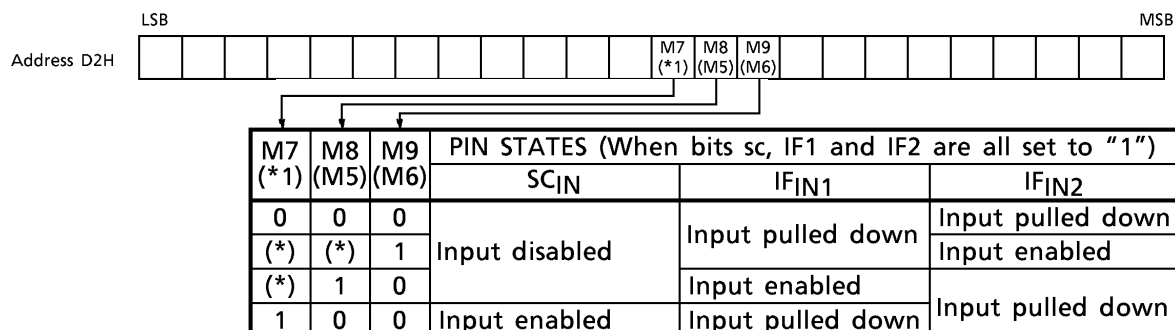 LSB MSB
Address D2H M7 M8 M9
(*1) (M5) (M6)
M7 M8 M9 PIN STATES (When bits sc, IF1 and IF2 are all set to “1”)
(*1) (M5) (M6) SCIN IFIN1 IFIN2
0 0 0 Input disabled Input pulled down Input pulled down
(*) (*) 1 Input enabled
(*) 1 0 Input enabled Input pulled down
1 0 0 Input enabled Input pulled down